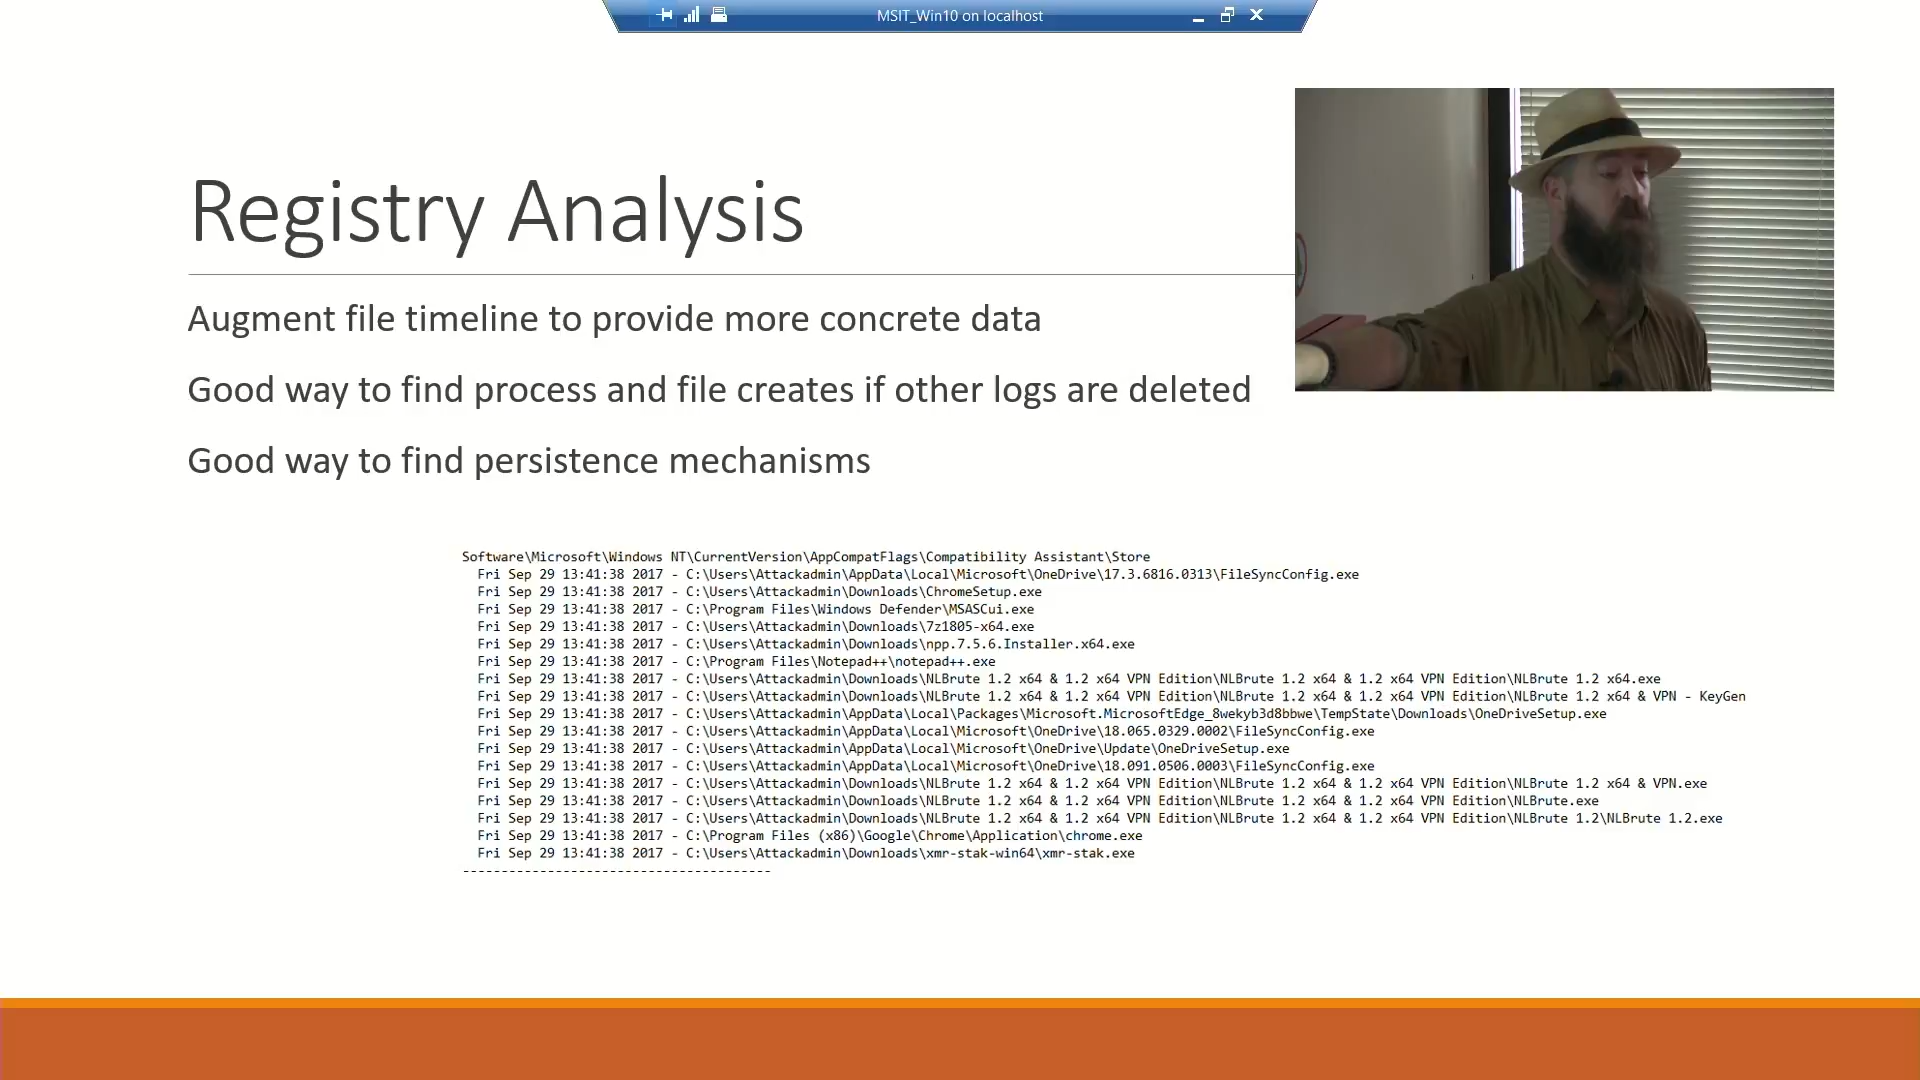 MSIT_Win10 on localhost
Registry Analysis
Augment file timeline to provide more concrete data
Good way to find process and file creates if other logs are deleted
Good way to find persistence mechanisms
Software\Microsoft\Windows NT\CurrentVersion\AppCompatFlags\Compatibility Assistant\Store
Fri Sep 29 13:41:38 2017 - C:\Users\Attackadmin\AppData\Local\Microsoft\OneDrive\17.3.6816.0313\FileSyncConfig.exe
Fri Sep 29 13:41:38 2017 - C:\Users\Attackadmin\Downloads\ChromeSetup.exe
Fri Sep 29 13:41:38 2017 - C:\Program Files\Windows Defender\MSASCui.exe
Fri Sep 29 13:41:38 2017 - C:\Users\Attackadmin\Downloads\7z1805-x64.exe
Fri Sep 29 13:41:38 2017 - C:\Users\Attackadmin\Downloads\npp.7.5.6.Installer.x64.exe
Fri Sep 29 13:41:38 2017 - C:\Program Files\Notepad++\notepad++.exe
Fri Sep 29 13:41:38 2017 - C:\Users\Attackadmin\Downloads\NLBrute 1.2 x64 & 1.2 x64 VPN Edition\NLBrute 1.2 x64 & 1.2 x64 VPN Edition\NLBrute 1.2 x64.exe
Fri Sep 29 13:41:38 2017 - C:\Users\Attackadmin\Downloads\NLBrute 1.2 x64 & 1.2 x64 VPN Edition\NLBrute 1.2 x64 & 1.2 x64 VPN Edition\NLBrute 1.2 x64 & VPN - KeyGen
Fri Sep 29 13:41:38 2017 - C:\Users\Attackadmin\AppData\Local\Packages\Microsoft.MicrosoftEdge_8wekyb3d8bbwe\TempState\Downloads\OneDriveSetup.exe
Fri Sep 29 13:41:38 2017 - C:\Users\Attackadmin\AppData\Local\Microsoft\OneDrive\18.065.0329.0002\FileSyncConfig.exe
Fri Sep 29 13:41:38 2017 - C:\Users\Attackadmin\AppData\Local\Microsoft\OneDrive\Update\OneDriveSetup.exe
Fri Sep 29 13:41:38 2017 - C:\Users\Attackadmin\AppData\Local\Microsoft\OneDrive\18.091.0506.0003\FileSyncConfig.exe
Fri Sep 29 13:41:38 2017 - C:\Users\Attackadmin\Downloads\NLBrute 1.2 x64 & 1.2 x64 VPN Edition\NLBrute 1.2 x64 & 1.2 x64 VPN Edition\NLBrute 1.2 x64 & VPN.exe
Fri Sep 29 13:41:38 2017 - C:\Users\Attackadmin\Downloads\NLBrute 1.2 x64 & 1.2 x64 VPN Edition\NLBrute 1.2 x64 & 1.2 x64 VPN Edition\NLBrute.exe
Fri Sep 29 13:41:38 2017 - C:\Users\Attackadmin\Downloads\NLBrute 1.2 x64 & 1.2 x64 VPN Edition\NLBrute 1.2 x64 & 1.2 x64 VPN Edition\NLBrute 1.2\NLBrute 1.2.exe
Fri Sep 29 13:41:38 2017 - C:\Program Files (x86)\Google\Chrome\Application\chrome.exe
Fri Sep 29 13:41:38 2017 - C:\Users\Attackadmin\Downloads\xmr-stak-win64\xmr-stak.exe
----------------------------------------